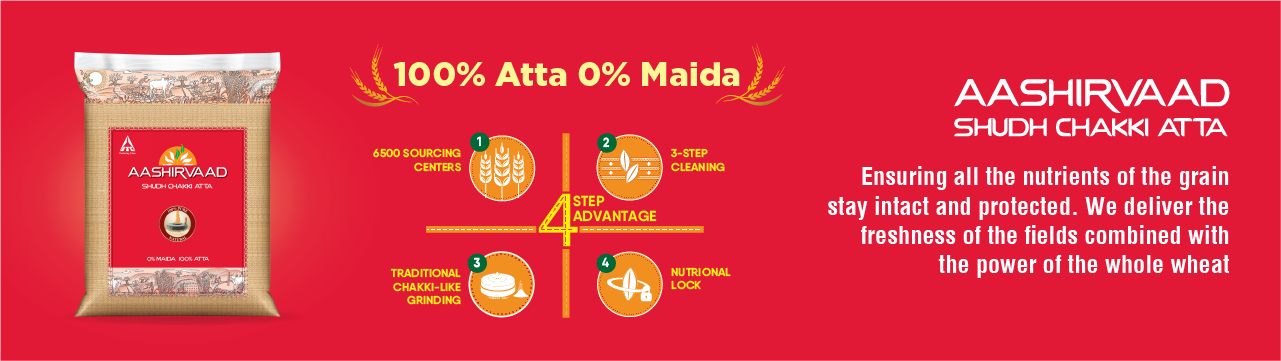 100% Atta 0% Maida
AASHIRVAAD
SHUDH CHAKKI ATTA
Ensuring all the nutrients of the grain
stay intact and protected. We deliver the
freshness of the fields combined with
the power of the whole wheat
1
6500 SOURCING
CENTERS
2
3-STEP
CLEANING
4
STEP
ADVANTAGE
3
TRADITIONAL
CHAKKI-LIKE
GRINDING
4
NUTRIONAL
LOCK
ITC
AASHIRVAAD
SHUDH CHAKKI ATTA
0% MAIDA 100% ATTA